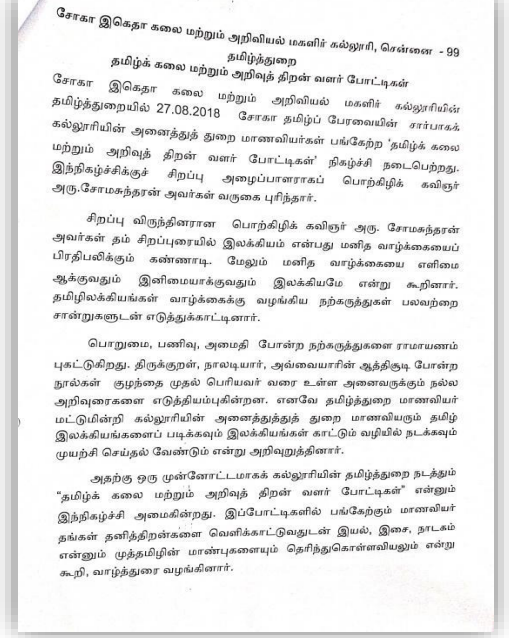 சோகா இகெதா கலை மற்றும் அறிவியல் மகளிர் கல்லூரி, சென்னை - 99
தமிழ்த்துறை
தமிழ்க் கலை மற்றும் அறிவுத் திறன் வளர் போட்டிகள்
சோகா இகெதா கலை மற்றும் அறிவியல் மகளிர் கல்லூரியின்
தமிழ்த்துறையில் 27.08.2018 சோகா தமிழ்ப் பேரவையின் சார்பாகக்
கல்லூரியின் அனைத்துத் துறை மாணவியர்கள் பங்கேற்ற 'தமிழ்க் கலை
மற்றும் அறிவுத் திறன் வளர் போட்டிகள்' நிகழ்ச்சி நடைபெற்றது.
இந்நிகழ்ச்சிக்குச் சிறப்பு அழைப்பாளராகப் பொற்கிழிக் கவிஞர்
அரு.சோமசுந்தரன் அவர்கள் வருகை புரிந்தார்.
சிறப்பு விருந்தினரான பொற்கிழிக் கவிஞர் அரு. சோமசுந்தரன்
அவர்கள் தம் சிறப்புரையில் இலக்கியம் என்பது மனித வாழ்க்கையைப்
பிரதிபலிக்கும் கண்ணாடி. மேலும் மனித வாழ்க்கையை எளிமை
ஆக்குவதும் இனிமையாக்குவதும் இலக்கியமே என்று கூறினார்.
தமிழிலக்கியங்கள் வாழ்க்கைக்கு வழங்கிய நற்கருத்துகள் பலவற்றை
சான்றுகளுடன் எடுத்துக்காட்டினார்.
பொறுமை, பணிவு, அமைதி போன்ற நற்கருத்துகளை ராமாயணம்
புகட்டுகிறது. திருக்குறள், நாலடியார், அவ்வையாரின் ஆத்திசூடி போன்ற
நூல்கள் குழந்தை முதல் பெரியவர் வரை உள்ள அனைவருக்கும் நல்ல
அறிவுரைகளை எடுத்தியம்புகின்றன. எனவே தமிழ்த்துறை மாணவியர்
மட்டுமின்றி கல்லூரியின் அனைத்துத்துத் துறை மாணவியரும் தமிழ்
இலக்கியங்களைப் படிக்கவும் இலக்கியங்கள் காட்டும் வழியில் நடக்கவும்
முயற்சி செய்தல் வேண்டும் என்று அறிவுறுத்தினார்.
அதற்கு ஒரு முன்னோட்டமாகக் கல்லூரியின் தமிழ்த்துறை நடத்தும்
"தமிழ்க் கலை மற்றும் அறிவுத் திறன் வளர் போட்டிகள்" என்னும்
இந்நிகழ்ச்சி அமைகின்றது. இப்போட்டிகளில் பங்கேற்கும் மாணவியர்
தங்கள் தனித்திறன்களை வெளிக்காட்டுவதுடன் இயல், இசை, நாடகம்
என்னும் முத்தமிழின் மாண்புகளையும் தெரிந்துகொள்ளவியலும் என்று
கூறி, வாழ்த்துரை வழங்கினார்.